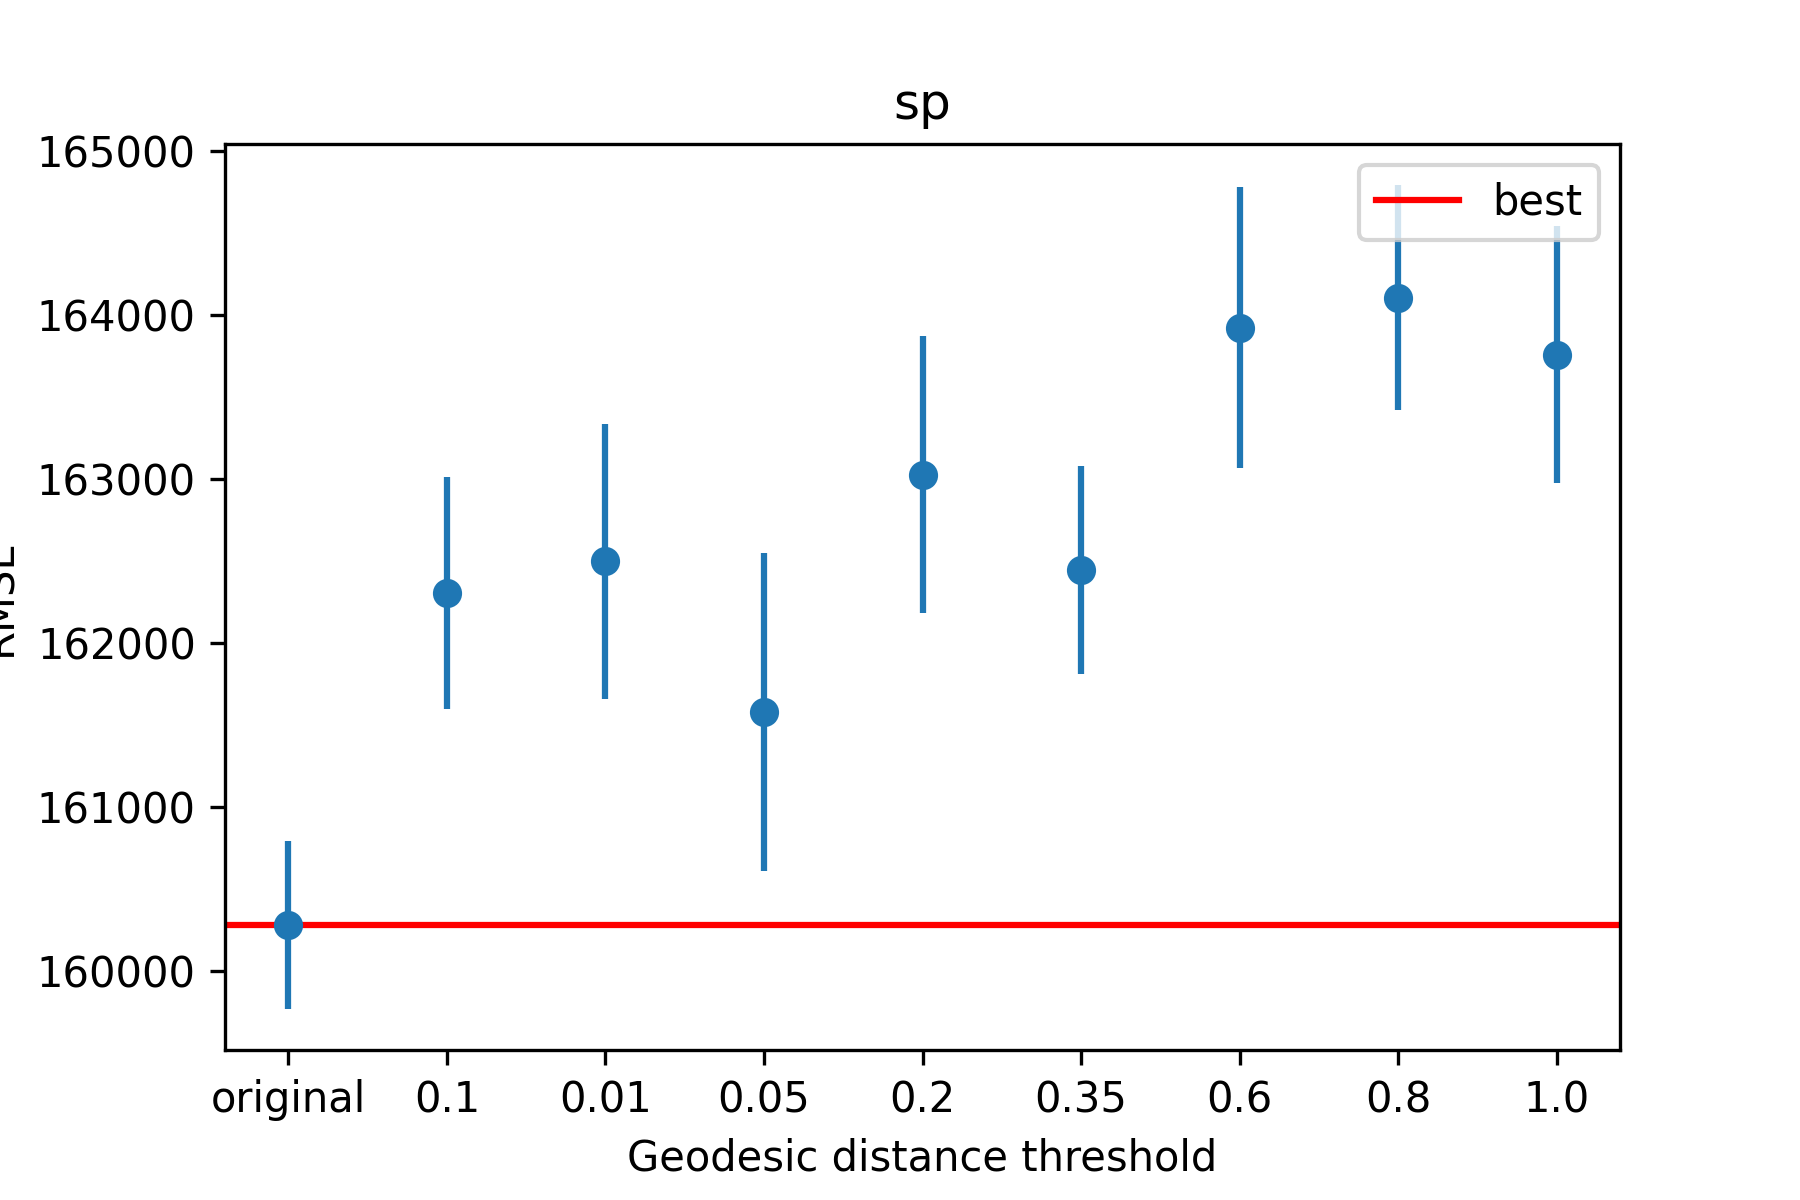 sp
best
165000
164000
163000
162000
161000
160000
RMSE
original 0.1 0.01 0.05 0.2 0.35 0.6 0.8 1.0
Geodesic distance threshold